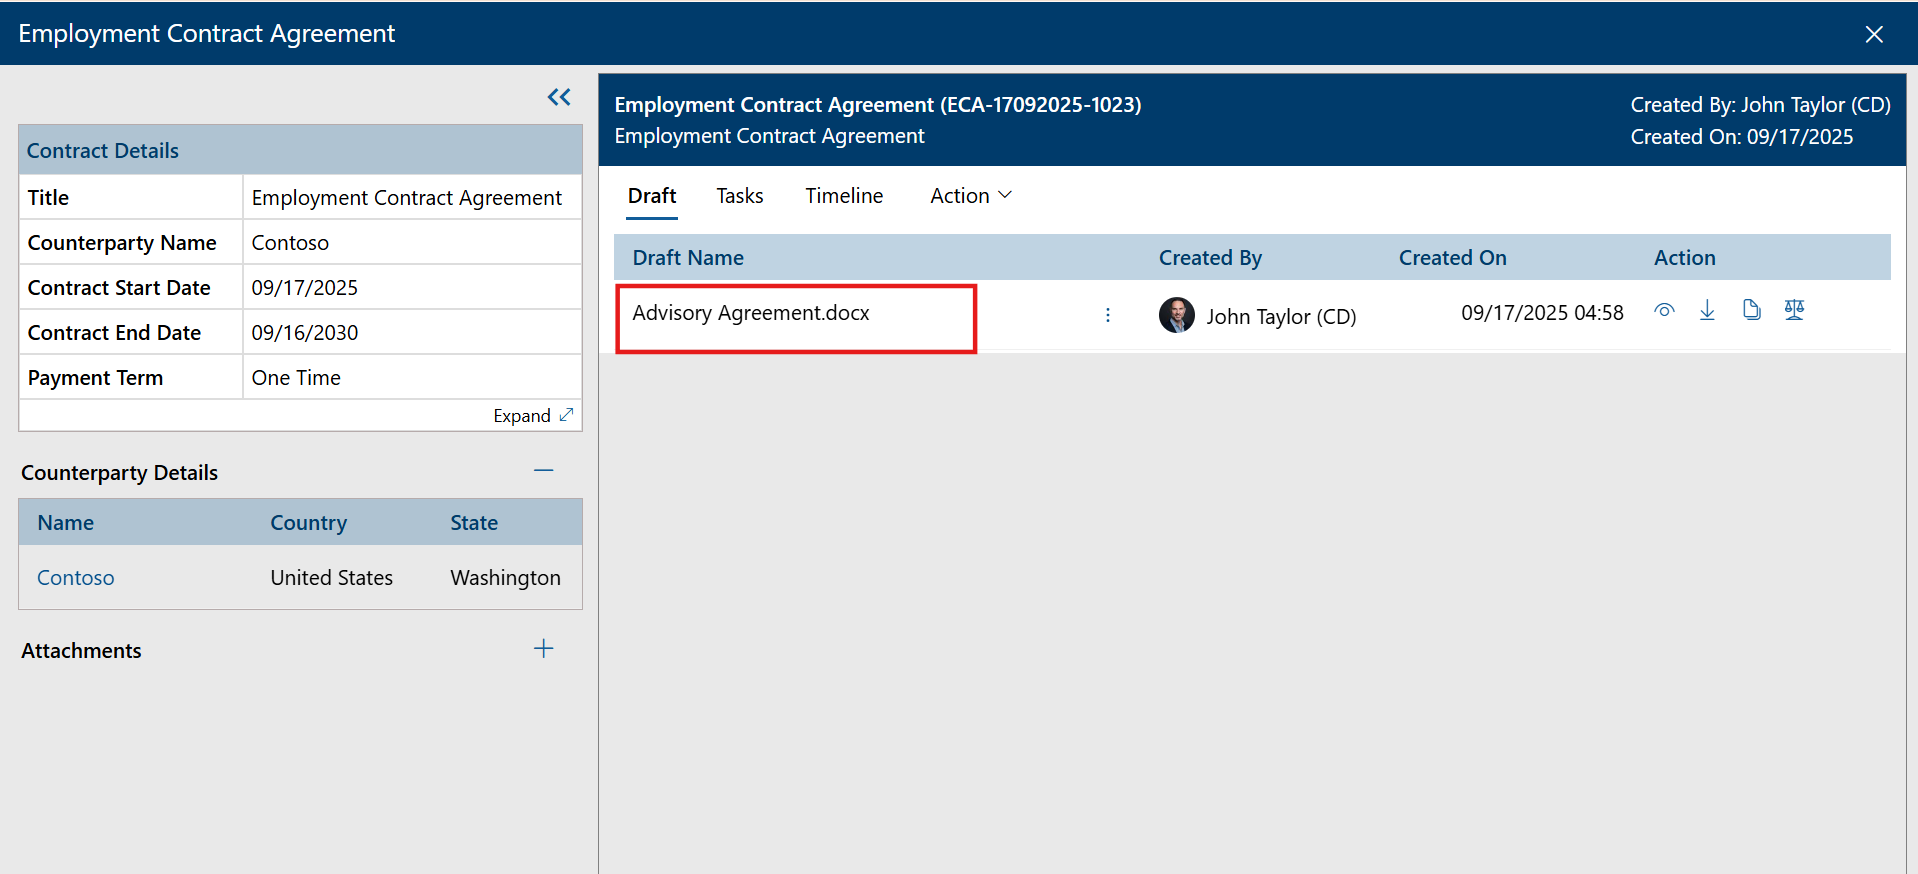 Employment Contract Agreement
Contract Details
Title Employment Contract Agreement
Counterparty Name Contoso
Contract Start Date 09/17/2025
Contract End Date 09/16/2030
Payment Term One Time
Expand
Counterparty Details
Name Country State
Contoso United States Washington
Attachments
Employment Contract Agreement (ECA-17092025-1023) Created By: John Taylor (CD)
Employment Contract Agreement Created On: 09/17/2025
Draft Tasks Timeline Action
Draft Name Created By Created On Action
Advisory Agreement.docx John Taylor (CD) 09/17/2025 04:58